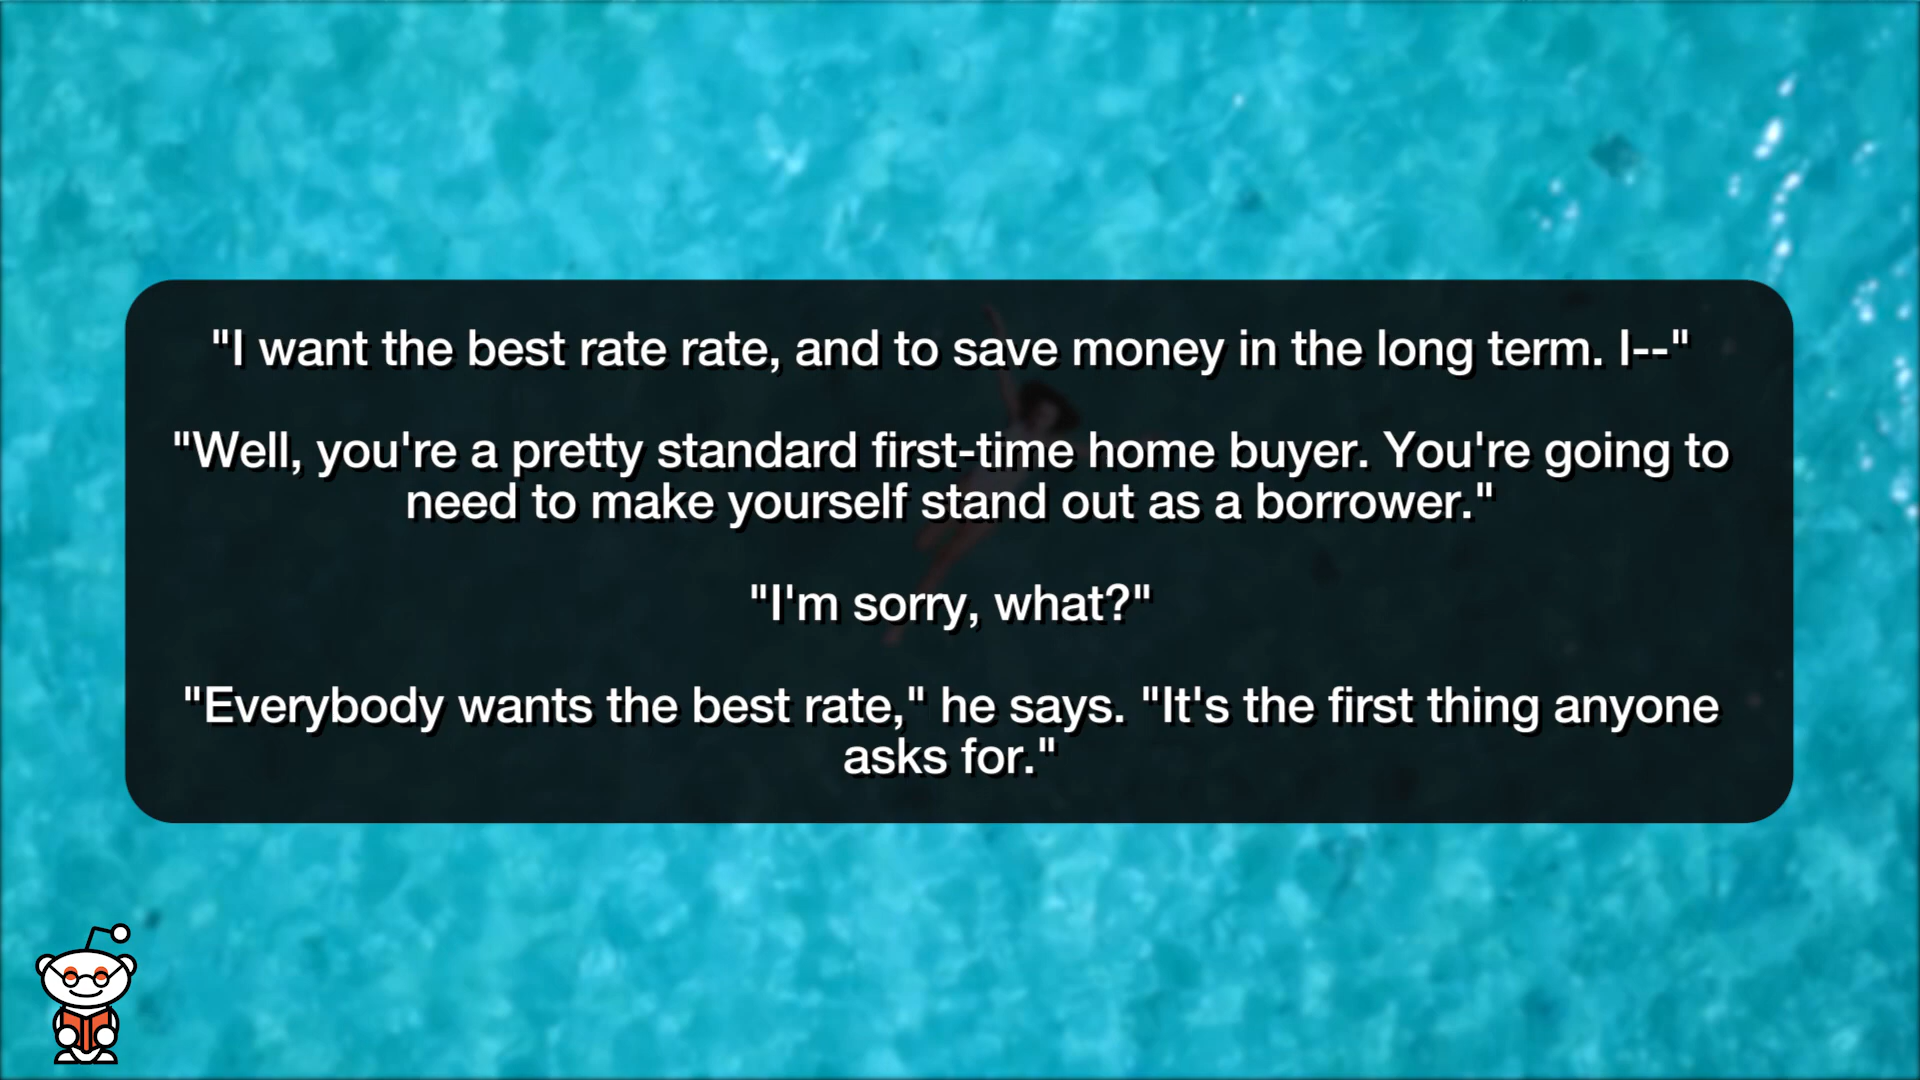 "I want the best rate rate, and to save money in the long term. I--"
"Well, you're a pretty standard first-time home buyer. You're going to
need to make yourself stand out as a borrower."
"I'm sorry, what?"
"Everybody wants the best rate," he says. "It's the first thing anyone
asks for."